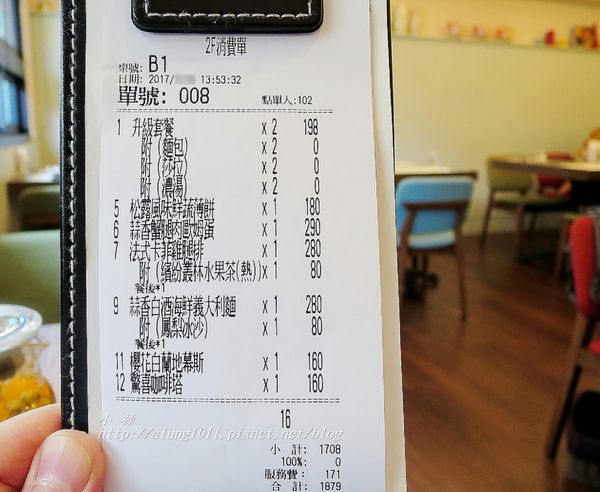 2F消費單
桌號: B1
日期: 2017/ 13:53:32
單號: 008 點單人:102
1 升級套餐 x 2 198
附(麵包) x 2 0
附(莎拉) x 2 0
附(濃湯) x 2 0
5 松露風味鮮蔬薄餅 x 1 180
6 蒜香蟹腿肉歐姆蛋 x 1 290
7 法式卡菲雞腿排 x 1 280
附(繽紛叢林水果茶(熱))x 1 80
餐後*1
9 蒜香白酒海鮮義大利麵 x 1 280
附(鳳梨冰沙) x 1 80
餐後*1
11 櫻花白蘭地慕斯 x 1 160
12 驚喜咖啡塔 x 1 160
16
小 計: 1708
100%: 0
服務費: 171
合 計: 1879
小 祿
http://alung1011.pixnet.net/blog